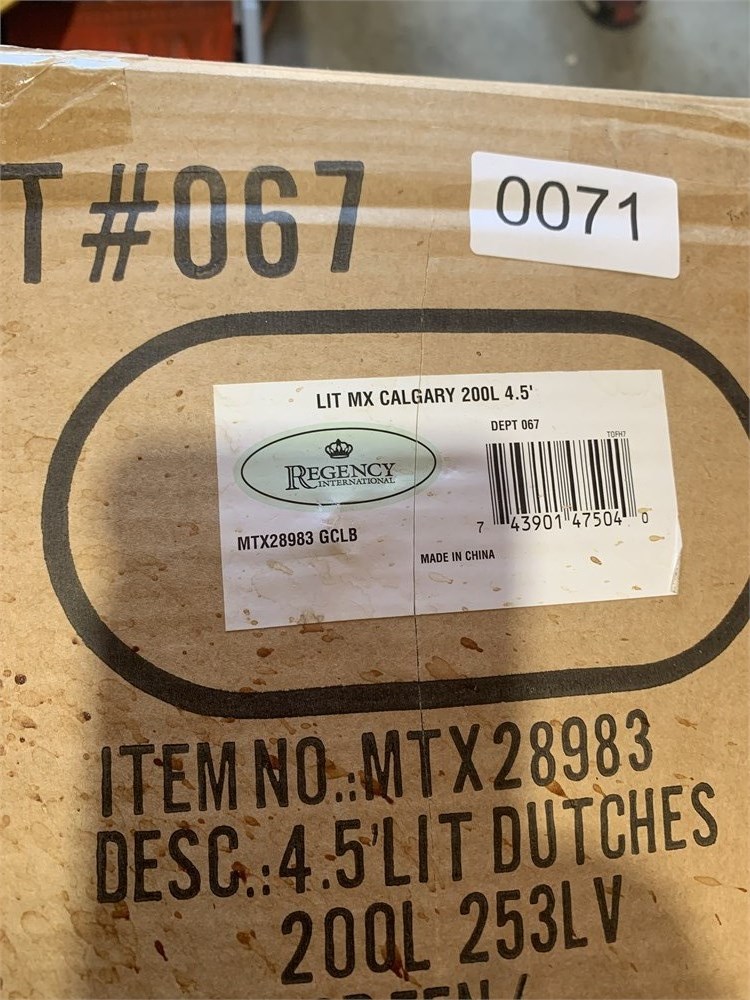 T #067
0071
LIT MX CALGARY 200L 4.5'
DEPT 067
TOFH7
REGENCY
INTERNATIONAL
7 43901 47504 0
MTX28983 GCLB
MADE IN CHINA
ITEM NO.:MTX28983
DESC.:4.5'LIT DUTCHES
200L 253LV